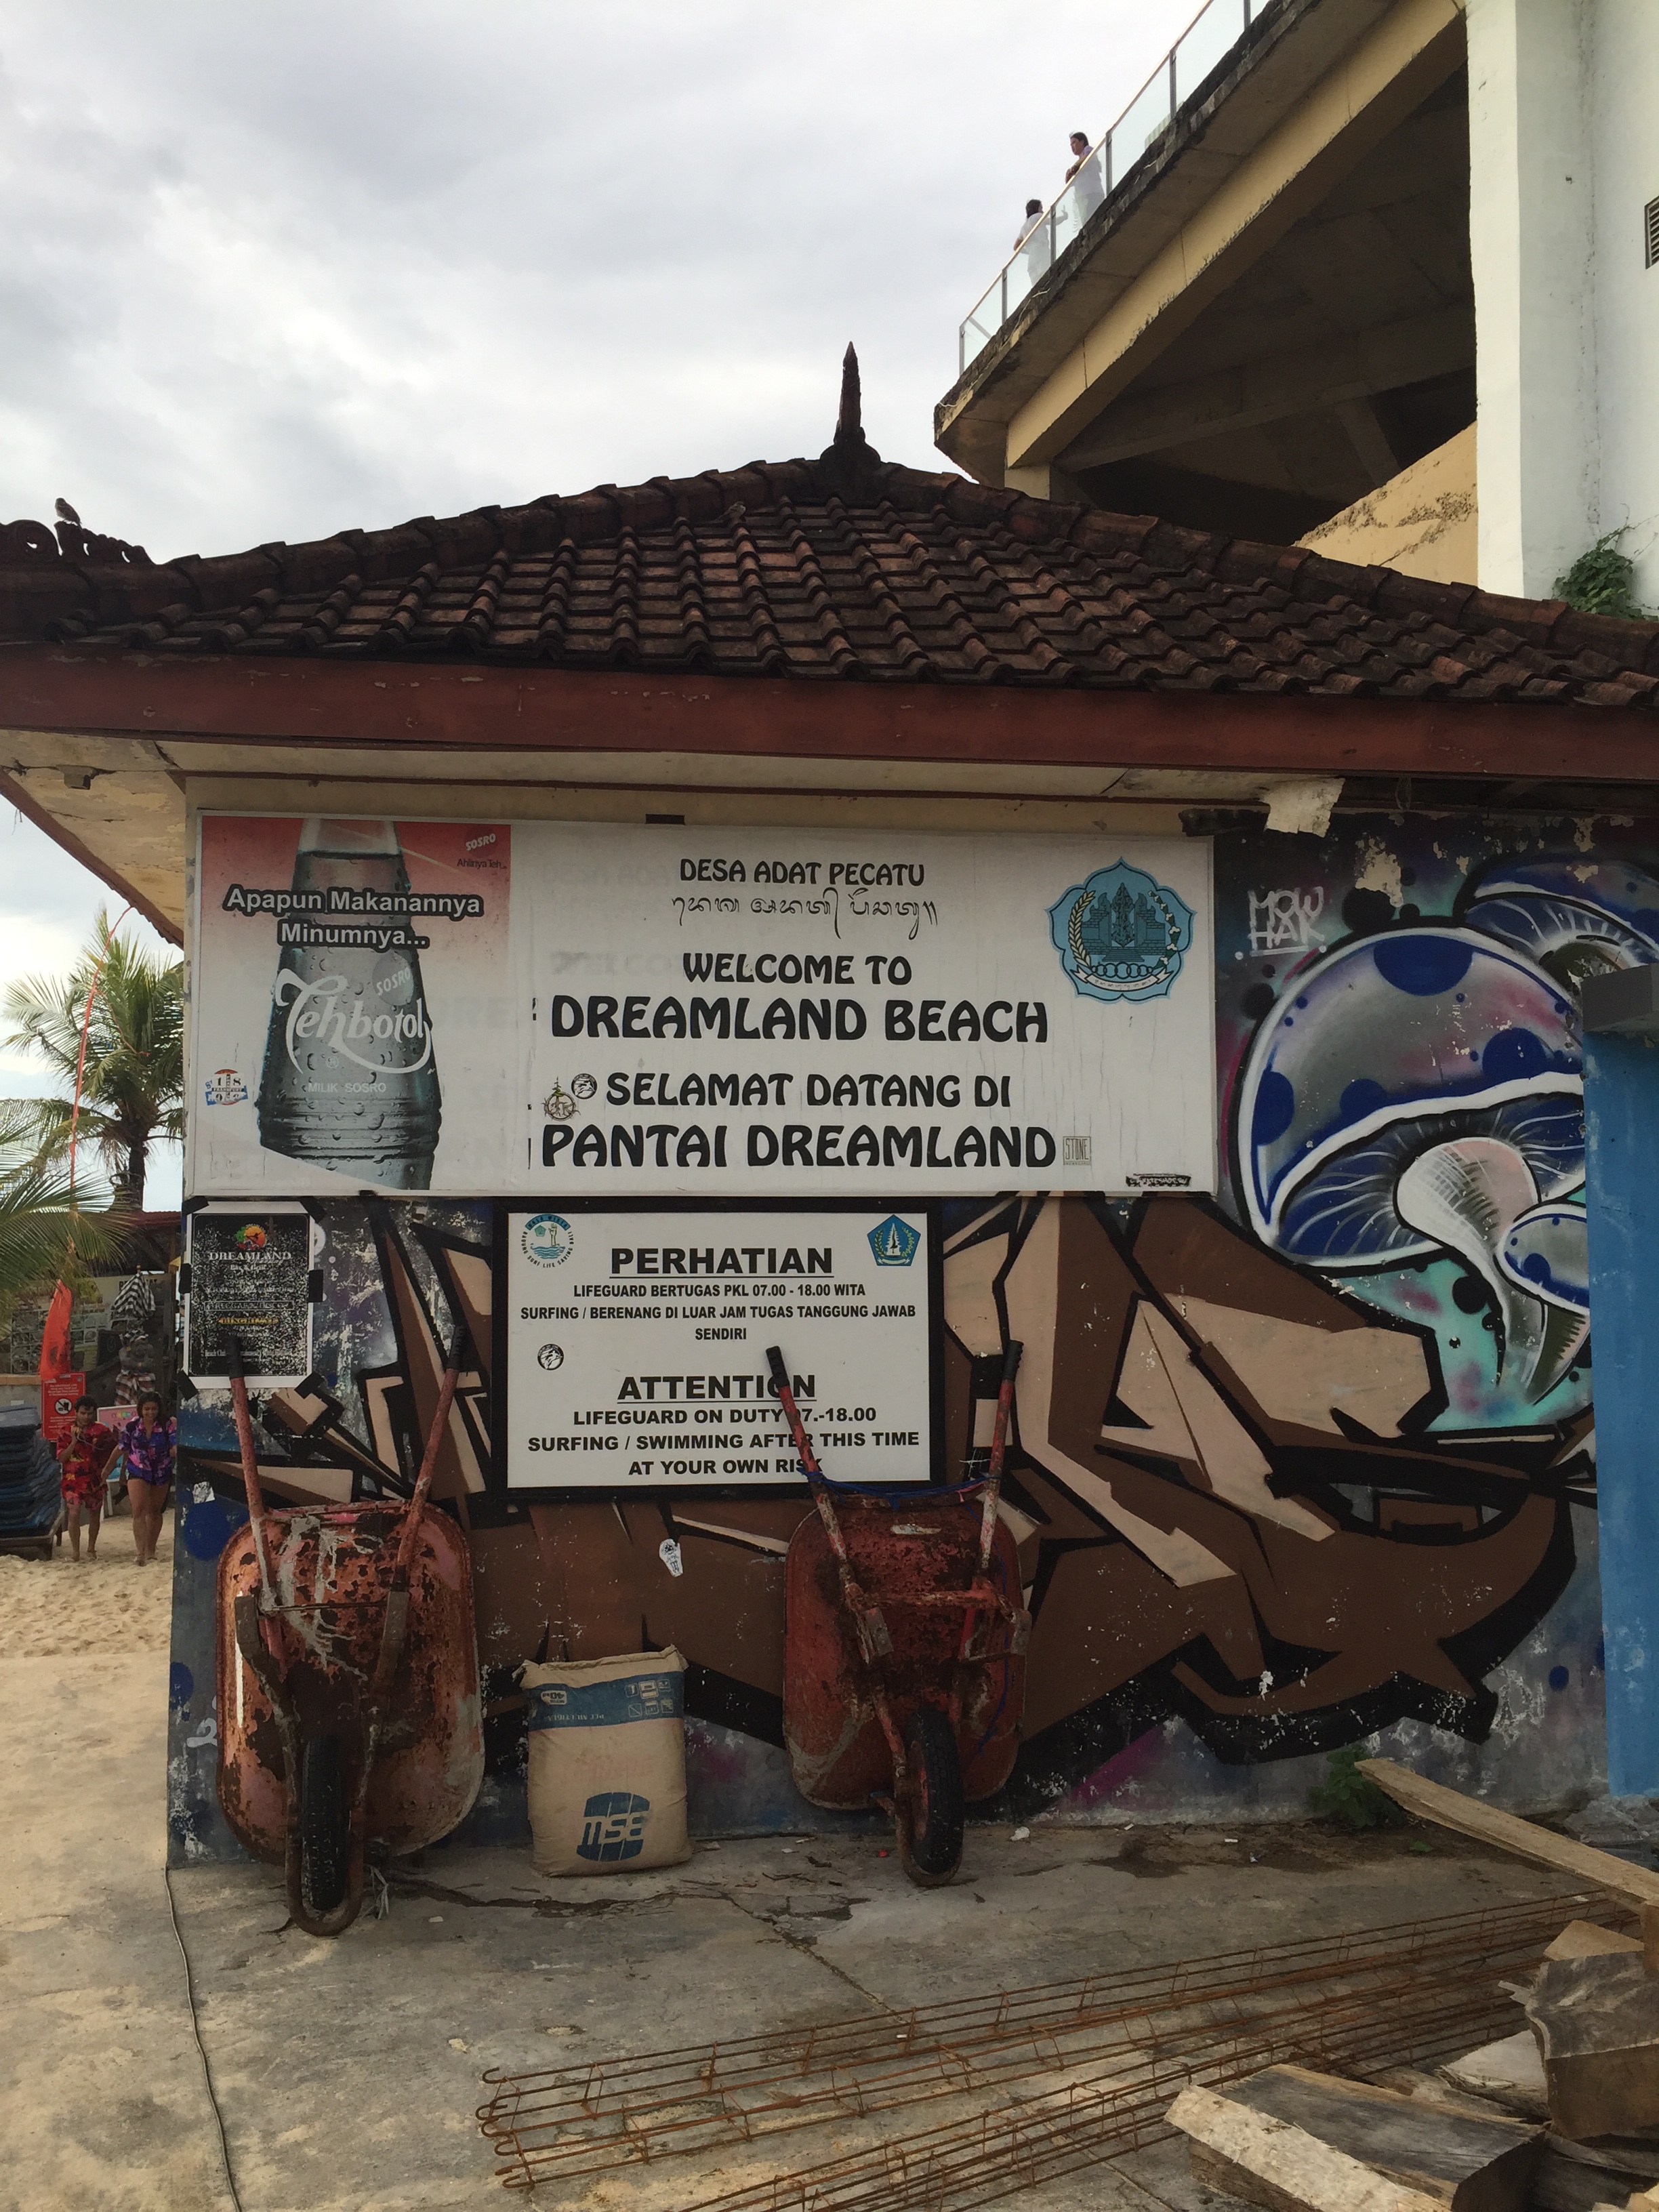 SOSRO
Ahlinya Teh
Apapun Makanannya
Minumnya...
SOSRO
Tehbotol
MILIK SOSRO
DESA ADAT PECATU
WELCOME TO
DREAMLAND BEACH
SELAMAT DATANG DI
PANTAI DREAMLAND
STONE
MOW
HAK
DREAMLAND
PERHATIAN
LIFEGUARD BERTUGAS PKL 07.00 - 18.00 WITA
SURFING / BERENANG DI LUAR JAM TUGAS TANGGUNG JAWAB
SENDIRI
ATTENTION
LIFEGUARD ON DUTY 07.-18.00
SURFING / SWIMMING AFTER THIS TIME
AT YOUR OWN RISK
40